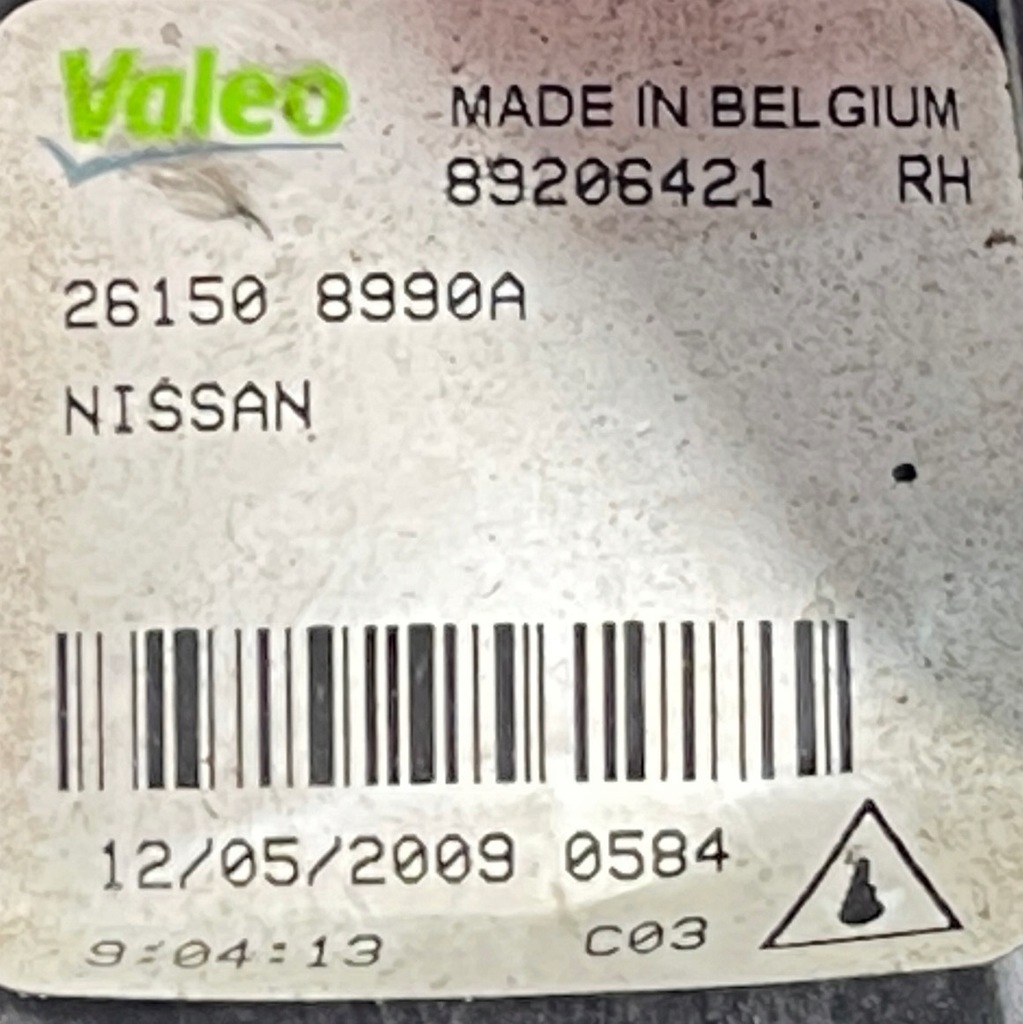 Valeo
MADE IN BELGIUM
89206421 RH
26150 8990A
NISSAN
12/05/2009 0584
9:04:13 C03